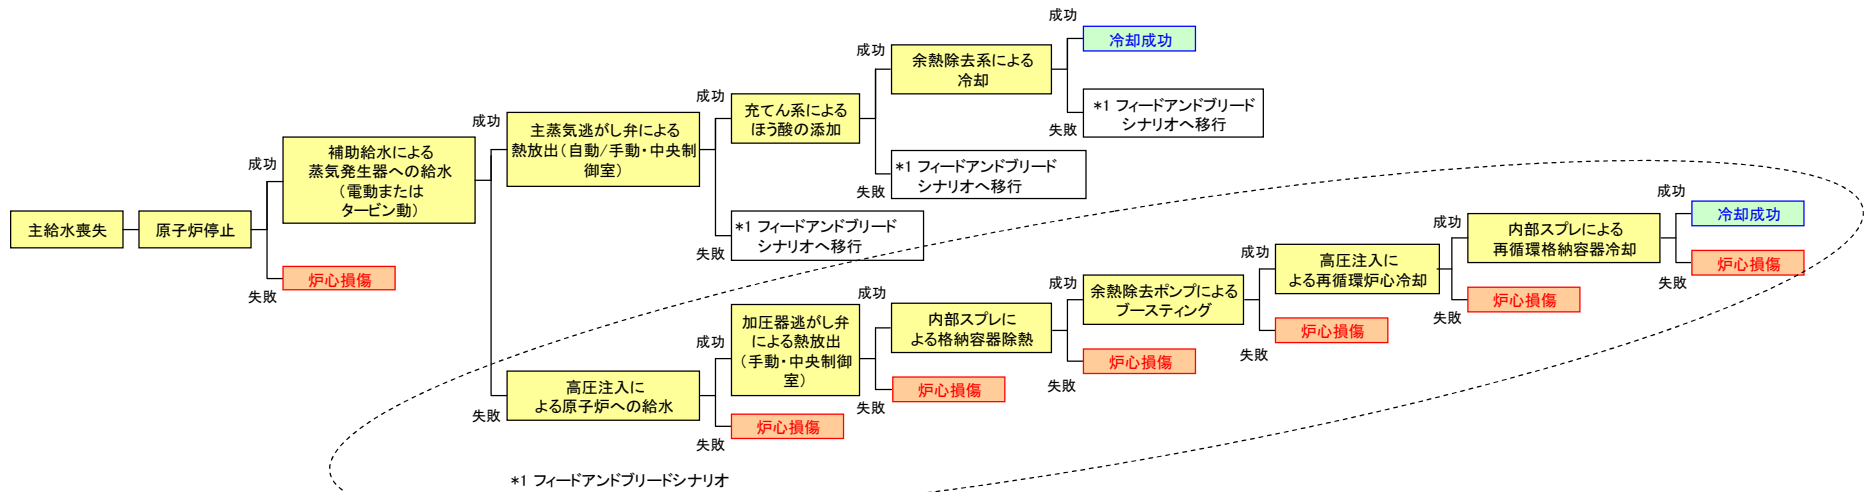 主給水喪失
原子炉停止
成功
補助給水による
蒸気発生器への給水
（電動または
タービン動）
失敗
炉心損傷
成功
主蒸気逃がし弁による
熱放出（自動/手動・中央制
御室）
成功
充てん系による
ほう酸の添加
成功
余熱除去系による
冷却
成功
冷却成功
失敗
*1 フィードアンドブリード
シナリオへ移行
失敗
*1 フィードアンドブリード
シナリオへ移行
失敗
*1 フィードアンドブリード
シナリオへ移行
失敗
高圧注入に
よる原子炉への給水
成功
加圧器逃がし弁
による熱放出
（手動・中央制御
室）
失敗
炉心損傷
成功
内部スプレに
よる格納容器除熱
失敗
炉心損傷
成功
余熱除去ポンプによる
ブースティング
失敗
炉心損傷
成功
高圧注入に
よる再循環炉心冷却
失敗
炉心損傷
成功
内部スプレによる
再循環格納容器冷却
失敗
炉心損傷
成功
冷却成功
失敗
炉心損傷
*1 フィードアンドブリードシナリオ